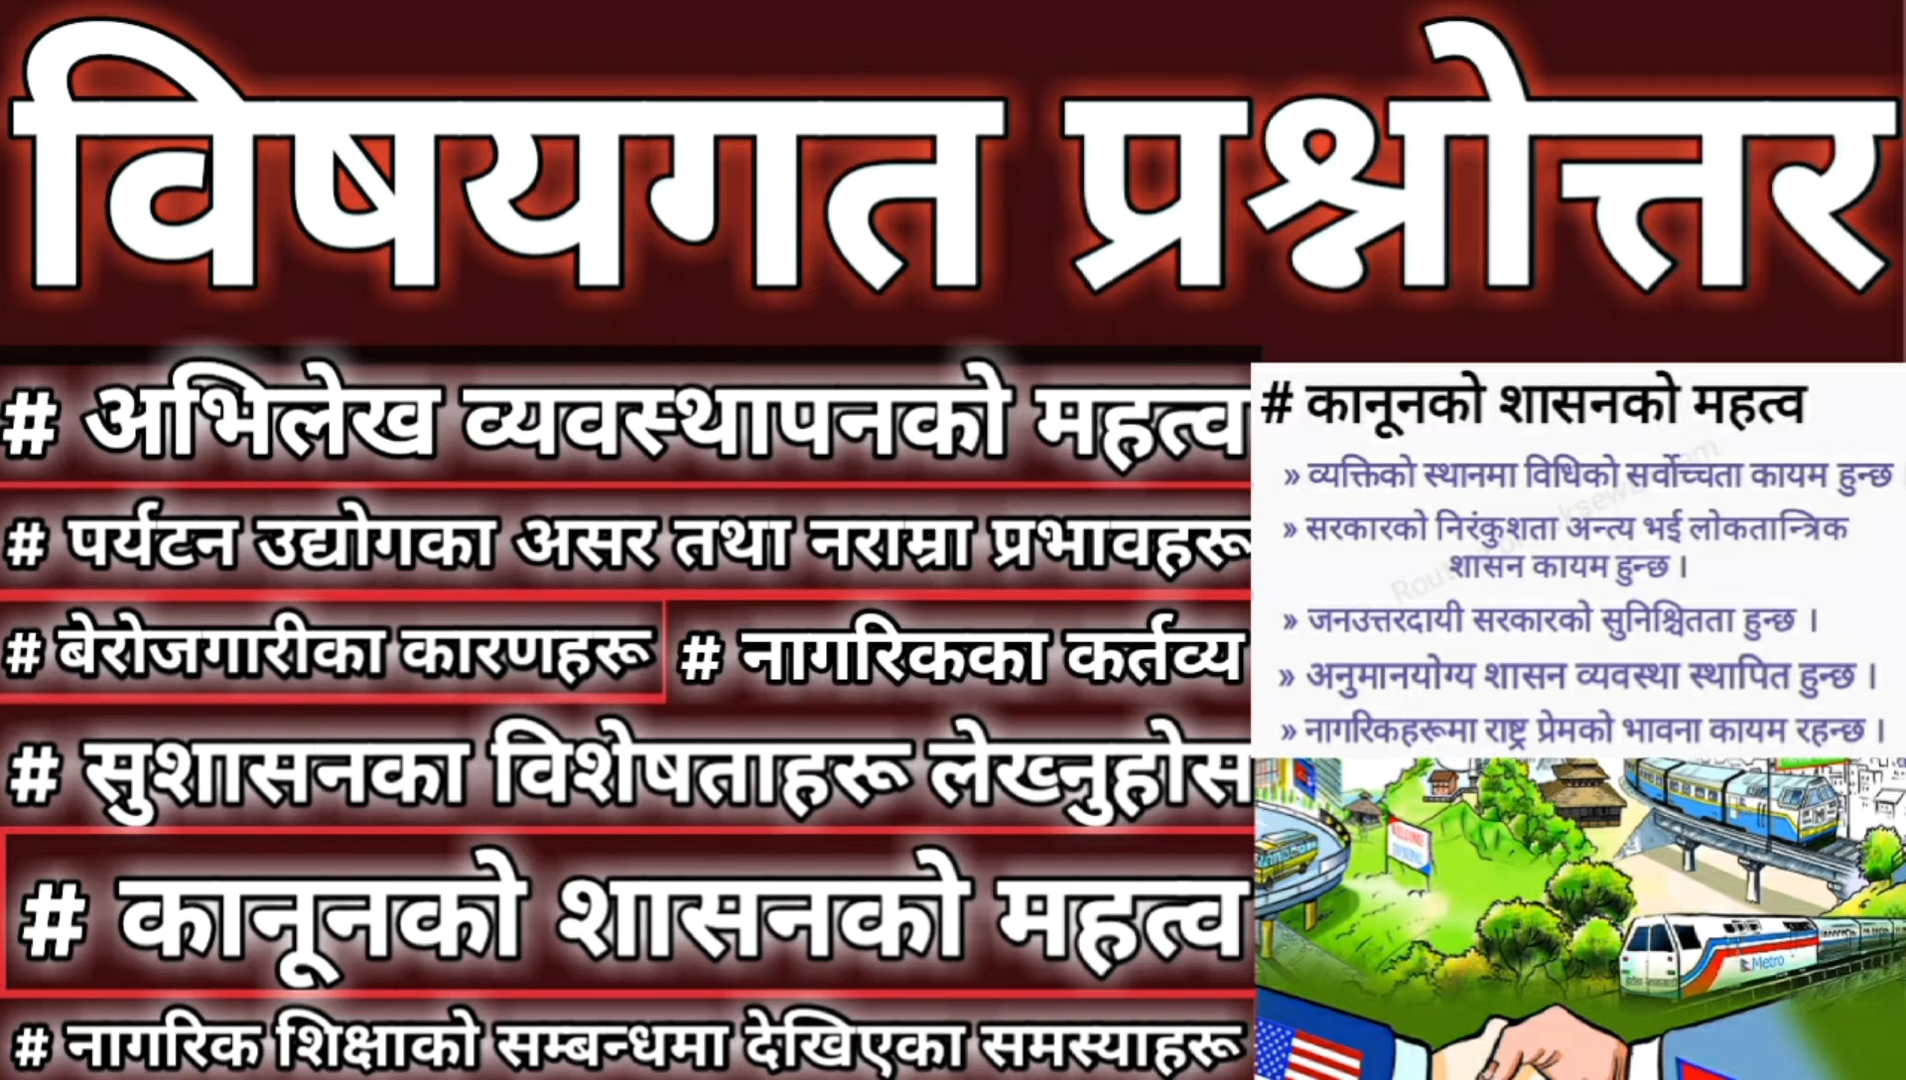 विषयगत प्रश्नोत्तर
# अभिलेख व्यवस्थापनको महत्व
# पर्यटन उद्योगका असर तथा नराम्रा प्रभावहरू
# बेरोजगारीका कारणहरू
# नागरिकका कर्तव्य
# सुशासनका विशेषताहरू लेख्नुहोस
# कानूनको शासनको महत्व
# नागरिक शिक्षाको सम्बन्धमा देखिएका समस्याहरू
# कानूनको शासनको महत्व
» व्यक्तिको स्थानमा विधिको सर्वोच्चता कायम हुन्छ
» सरकारको निरंकुशता अन्त्य भई लोकतान्त्रिक
शासन कायम हुन्छ ।
» जनउत्तरदायी सरकारको सुनिश्चितता हुन्छ ।
» अनुमानयोग्य शासन व्यवस्था स्थापित हुन्छ ।
» नागरिकहरूमा राष्ट्र प्रेमको भावना कायम रहन्छ ।
Metro